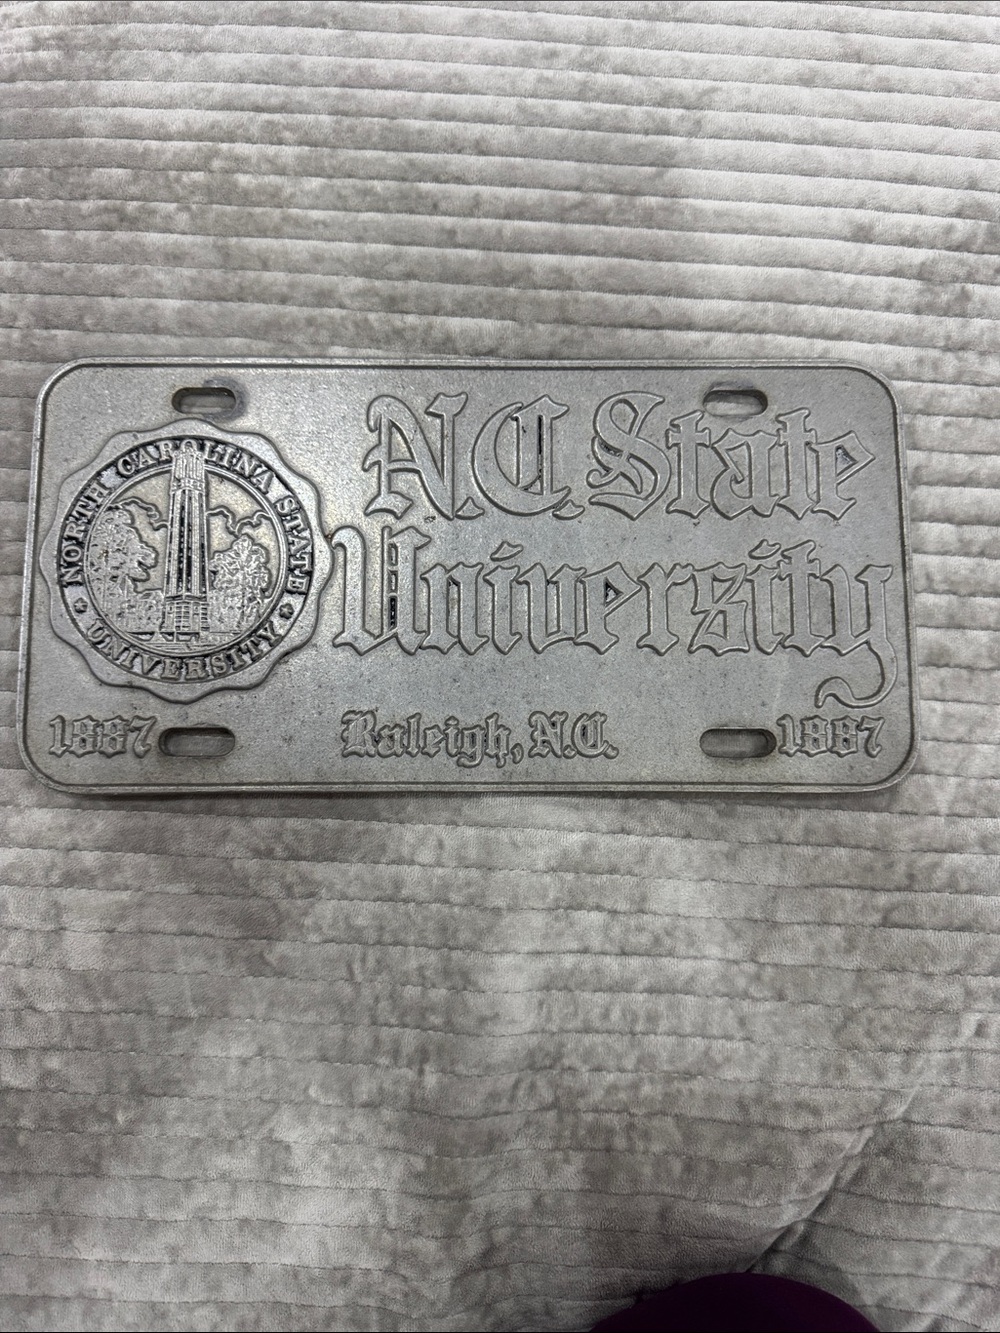 NORTH CAROLINA STATE
UNIVERSITY
N.C. State
University
1887 Raleigh, N.C. 1887